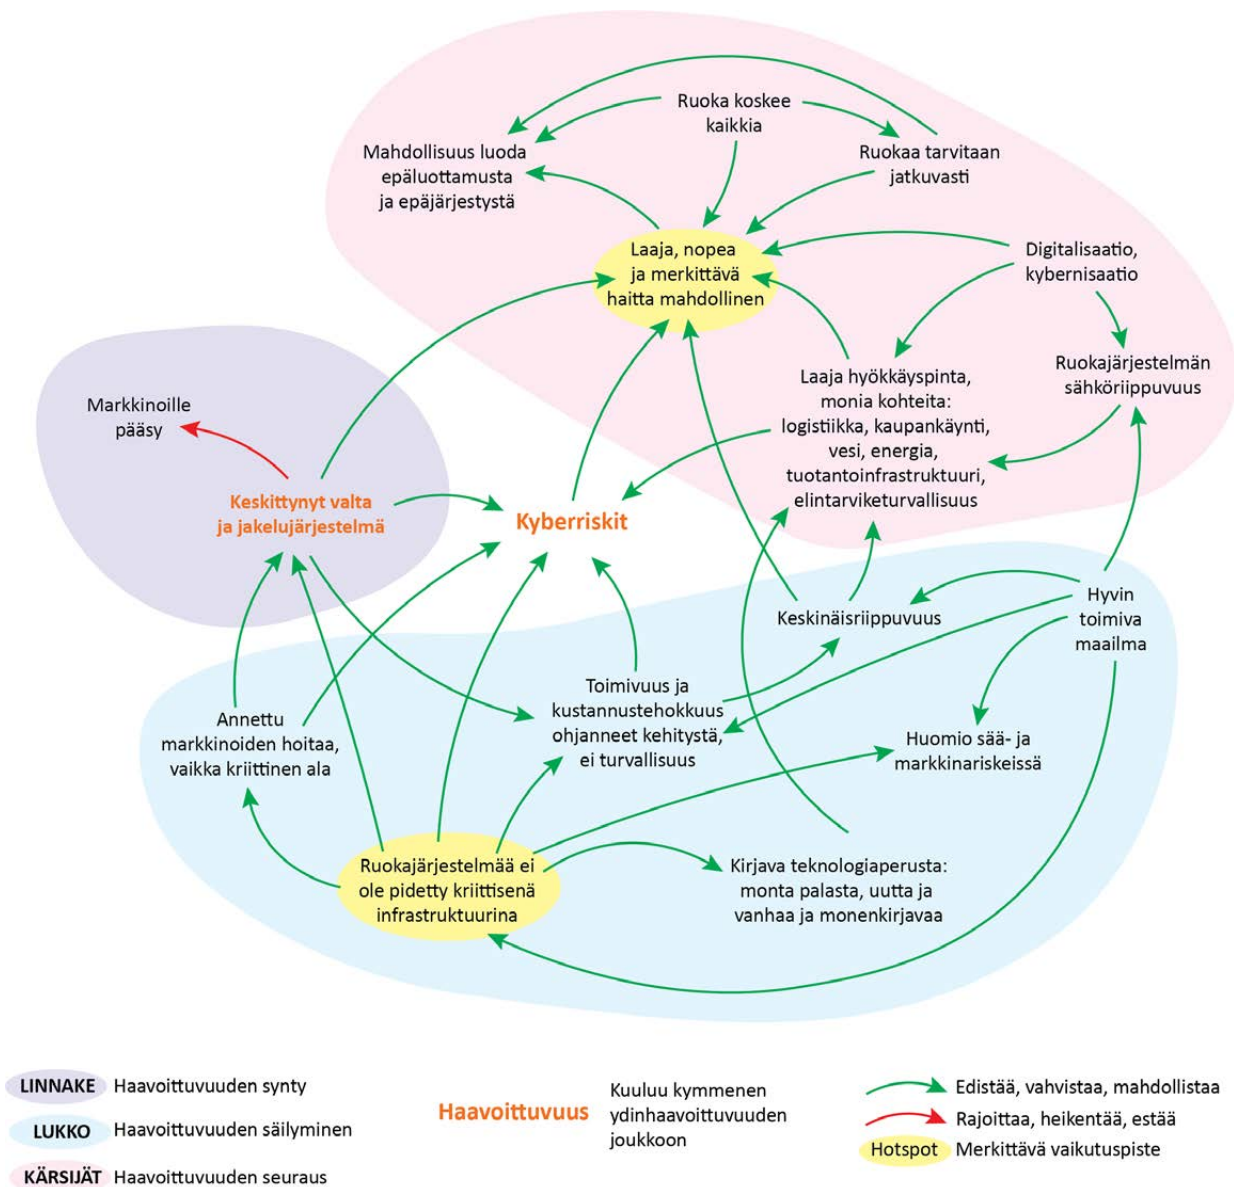 Ruoka koskee
kaikkia
Mahdollisuus luoda
epäluottamusta
ja epäjärjestystä
Ruokaa tarvitaan
jatkuvasti
Laaja, nopea
ja merkittävä
haitta mahdollinen
Digitalisaatio,
kybernisaatio
Ruokajärjestelmän
sähköriippuvuus
Laaja hyökkäyspinta,
monia kohteita:
logistiikka, kaupankäynti,
vesi, energia,
tuotantoinfrastruktuuri,
elintarviketurvallisuus
Markkinoille
pääsy
Keskittynyt valta
ja jakelujärjestelmä
Kyberriskit
Keskinäisriippuvuus
Hyvin
toimiva
maailma
Toimivuus ja
kustannustehokkuus
ohjanneet kehitystä,
ei turvallisuus
Annettu
markkinoiden hoitaa,
vaikka kriittinen ala
Huomio sää- ja
markkinariskeissä
Ruokajärjestelmää ei
ole pidetty kriittisenä
infrastruktuurina
Kirjava teknologiaperusta:
monta palasta, uutta ja
vanhaa ja monenkirjavaa
LINNAKE Haavoittuvuuden synty
LUKKO Haavoittuvuuden säilyminen
KÄRSIJÄT Haavoittuvuuden seuraus
Haavoittuvuus
Kuuluu kymmenen
ydinhaavoittuvuuden
joukkoon
Edistää, vahvistaa, mahdollistaa
Rajoittaa, heikentää, estää
Hotspot Merkittävä vaikutuspiste